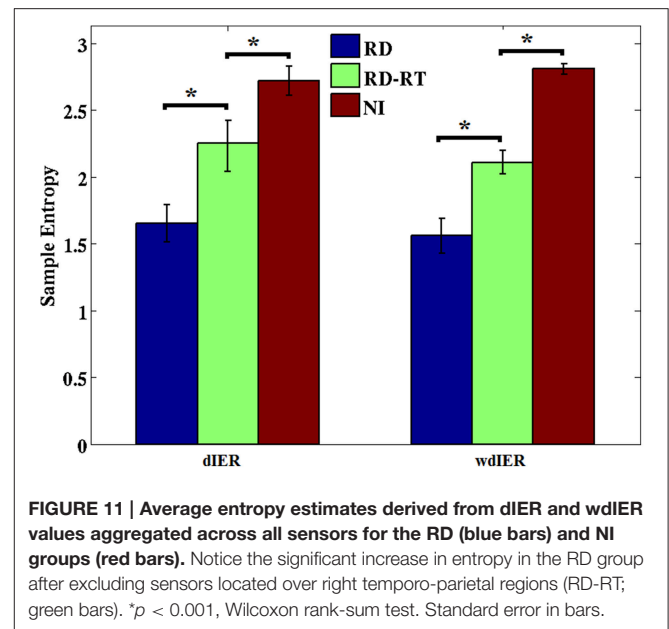 3
2.5
2
1.5
1
0.5
0
Sample Entropy
*
*
*
*
RD
RD-RT
NI
dIER
wdIER
FIGURE 11 | Average entropy estimates derived from dIER and wdIER
values aggregated across all sensors for the RD (blue bars) and NI
groups (red bars). Notice the significant increase in entropy in the RD group
after excluding sensors located over right temporo-parietal regions (RD-RT;
green bars). *p < 0.001, Wilcoxon rank-sum test. Standard error in bars.